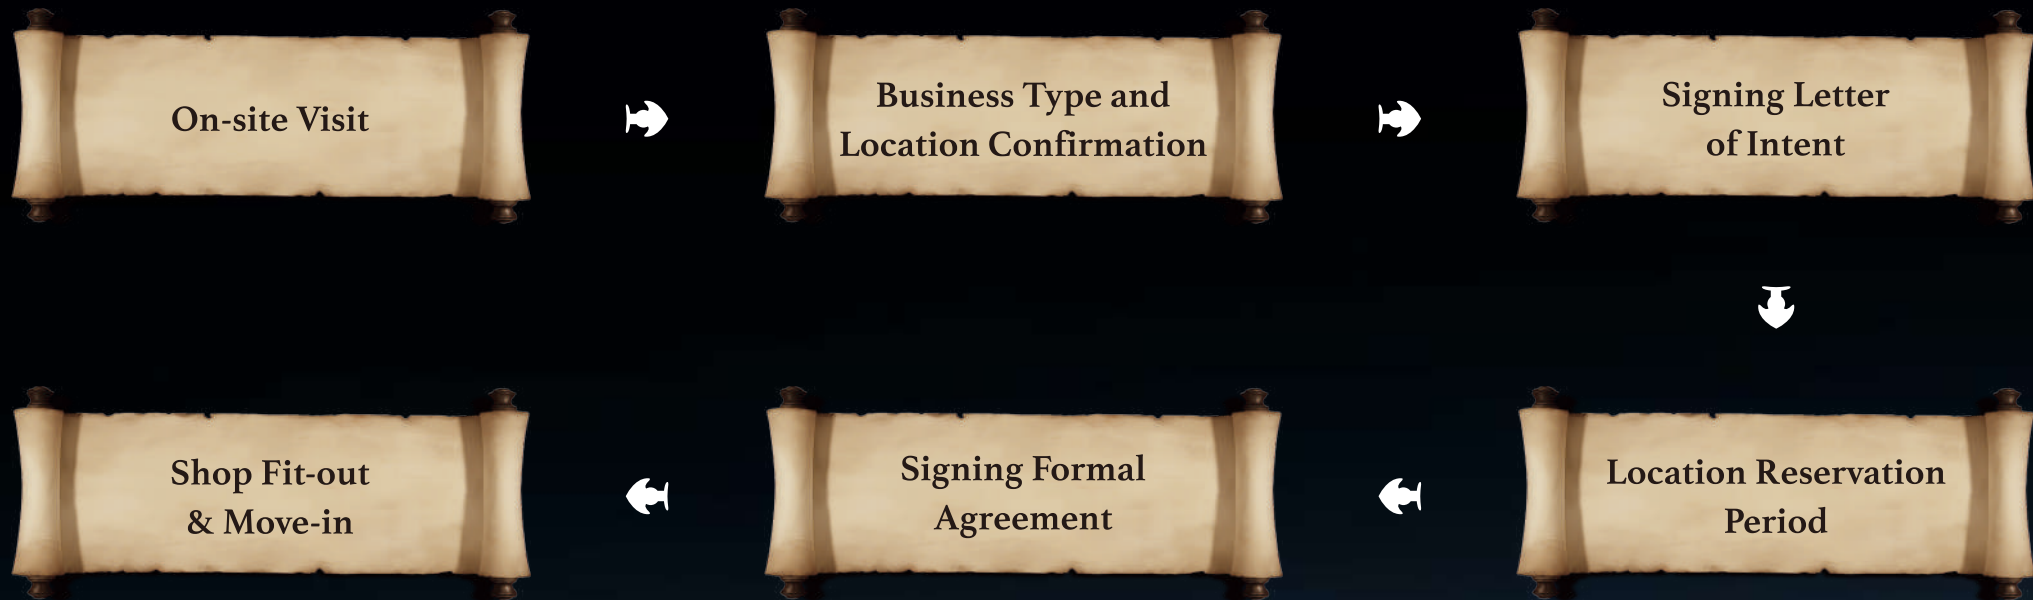 On-site Visit
Business Type and
Location Confirmation
Signing Letter
of Intent
Location Reservation
Period
Signing Formal
Agreement
Shop Fit-out
& Move-in